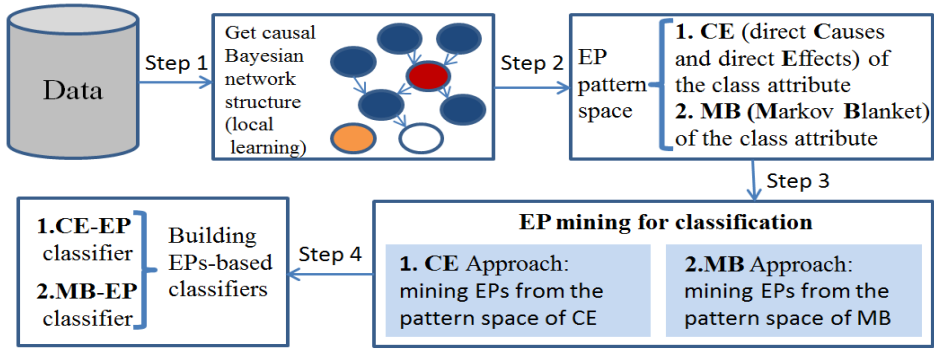 Data
Step 1
Get causal
Bayesian
network
structure
(local
learning)
Step 2
EP
pattern
space
1. CE (direct Causes
and direct Effects) of
the class attribute
2. MB (Markov Blanket)
of the class attribute
Step 3
EP mining for classification
1. CE Approach:
mining EPs from the
pattern space of CE
2.MB Approach:
mining EPs from the
pattern space of MB
Step 4
Building
EPs-based
classifiers
1.CE-EP
classifier
2.MB-EP
classifier